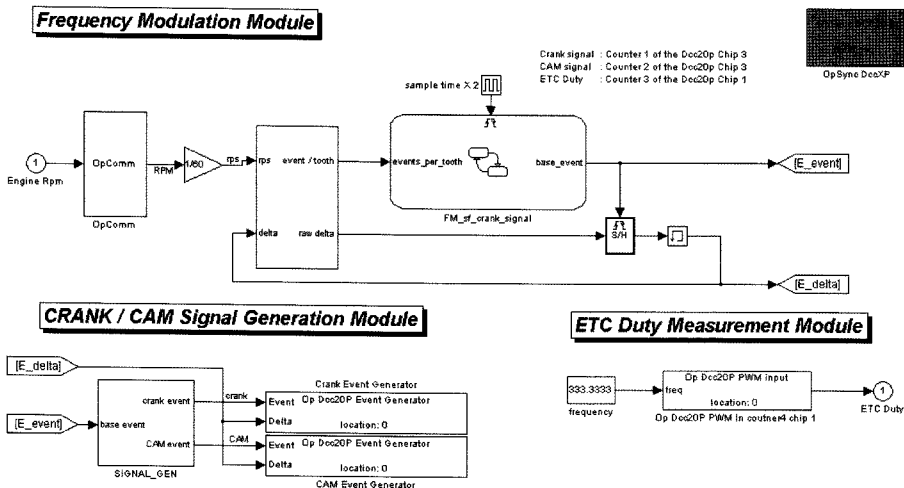 Frequency Modulation Module
Crank signal : Counter 1 of the Dcc20p Chip 3
CAM signal : Counter 2 of the Dcc20p Chip 3
ETC Duty : Counter 3 of the Dcc20p Chip 1
OpSync DccXP
sample time X 2
1
Engine Rpm
OpComm
OpComm
RPM
1/60
rps
rps
event / tooth
delta
raw delta
events_per_tooth
base_event
FM_sf_crank_signal
S/H
[E_event]
[E_delta]
CRANK / CAM Signal Generation Module
[E_delta]
[E_event]
base event
crank event
CAM event
SIGNAL_GEN
crank
CAM
Crank Event Generator
Event
Op Dcc20P Event Generator
Delta
location: 0
Event
Op Dcc20P Event Generator
Delta
location: 0
CAM Event Generator
ETC Duty Measurement Module
333.3333
frequency
freq
Op Dcc20P PWM input
location: 0
Op Dcc20P PWM In coutner4 chip 1
1
ETC Duty